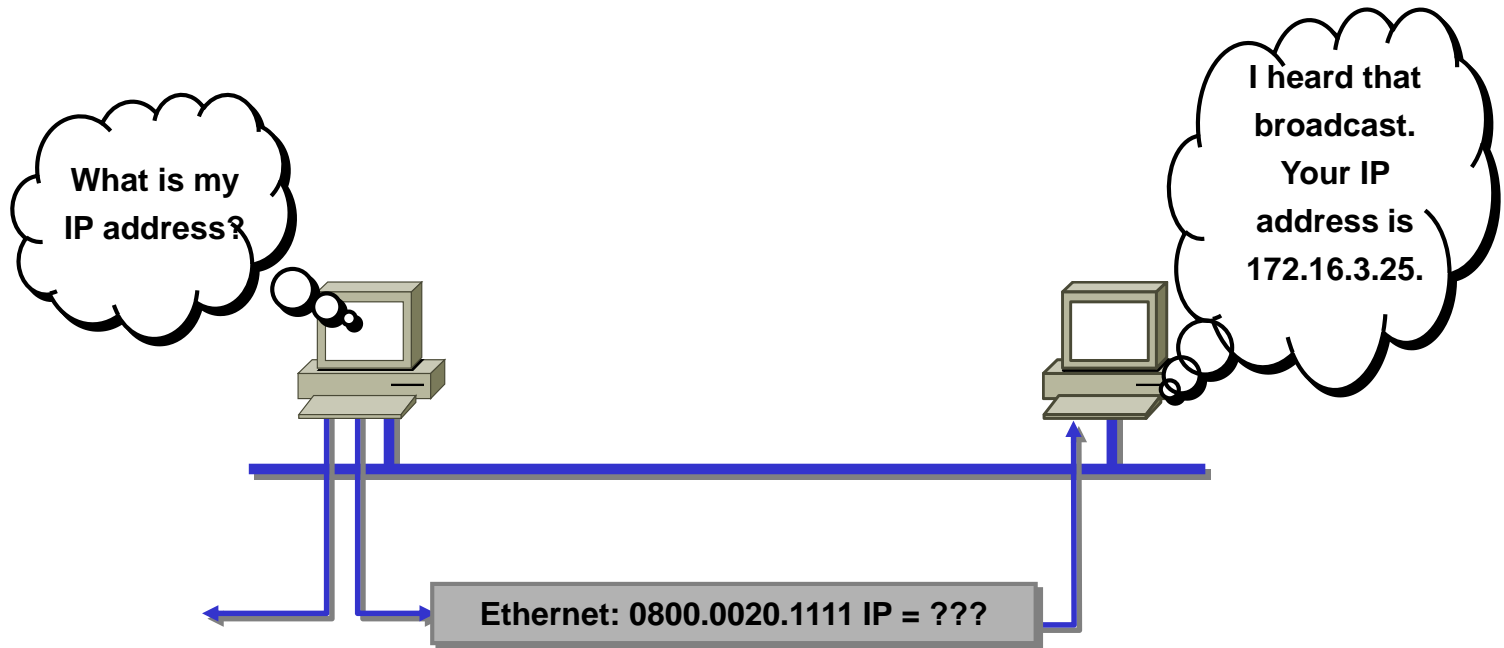 What is my
IP address?
I heard that
broadcast.
Your IP
address is
172.16.3.25.
Ethernet: 0800.0020.1111 IP = ???